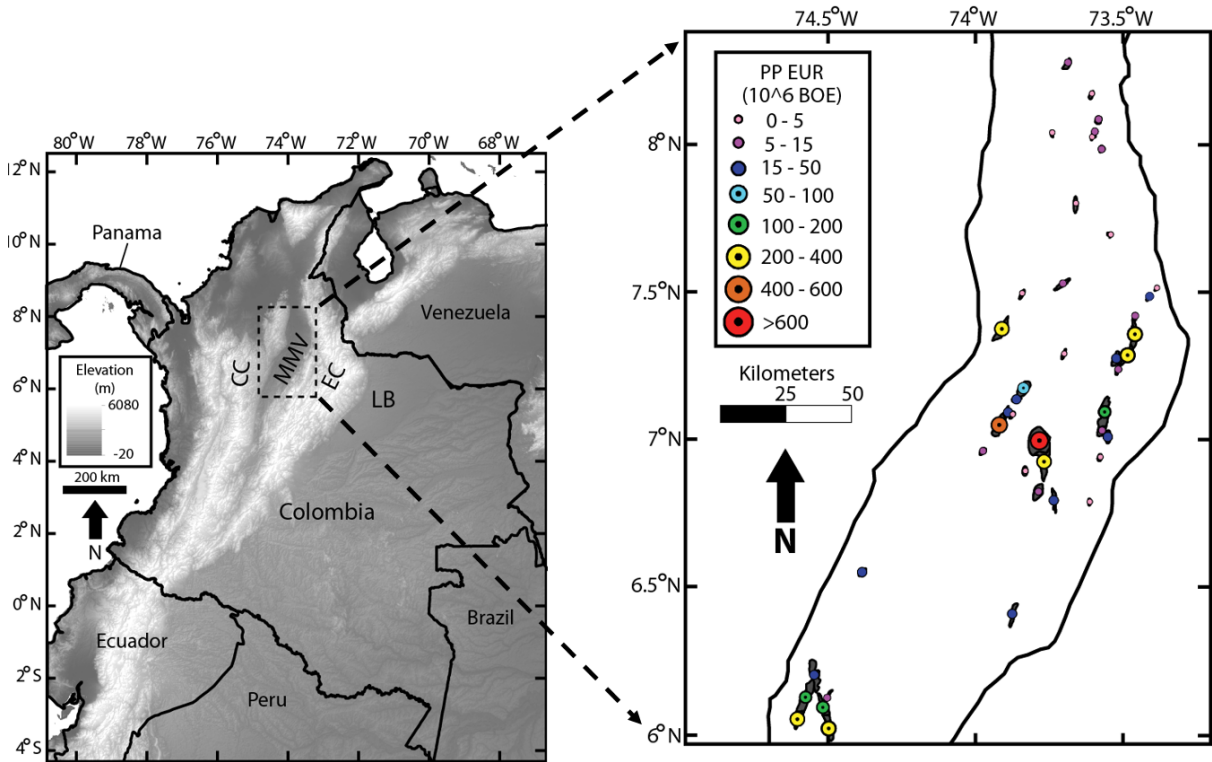 80°W 78°W 76°W 74°W 72°W 70°W 68°W
12°N
10°N
8°N
6°N
4°N
2°N
0°N
2°S
4°S
Panama
Venezuela
CC
MMV
EC
LB
Elevation
(m)
6080
-20
200 km
N
Colombia
Ecuador
Brazil
Peru
74.5°W 74°W 73.5°W
8°N
7.5°N
7°N
6.5°N
6°N
PP EUR
(10^6 BOE)
0 - 5
5 - 15
15 - 50
50 - 100
100 - 200
200 - 400
400 - 600
>600
Kilometers
25 50
N